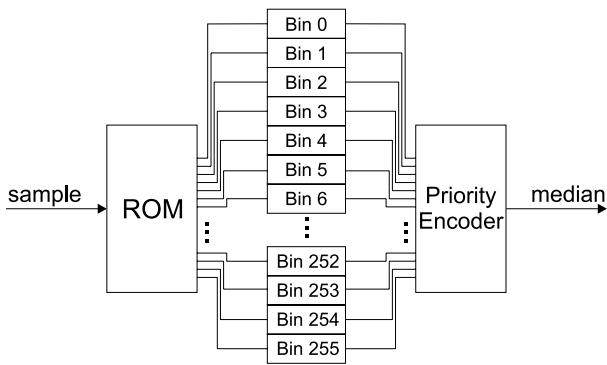 Bin 0
Bin 1
Bin 2
Bin 3
Bin 4
Bin 5
Bin 6
sample
ROM
Priority
Encoder
median
Bin 252
Bin 253
Bin 254
Bin 255